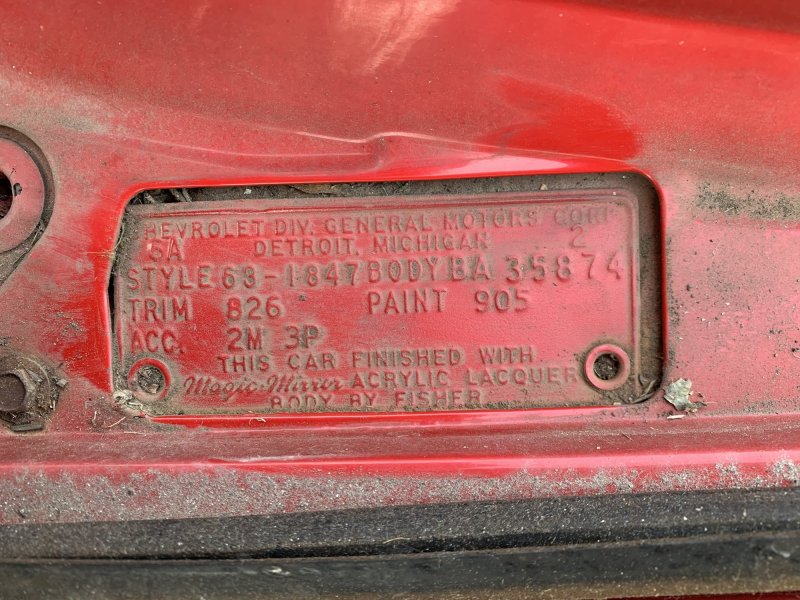 CHEVROLET DIV. GENERAL MOTORS CORP
6A DETROIT, MICHIGAN 2
STYLE 63-1847 BODY BA 35874
TRIM 826 PAINT 905
ACC. 2M 3P
THIS CAR FINISHED WITH
Magic-Mirror ACRYLIC LACQUER
BODY BY FISHER